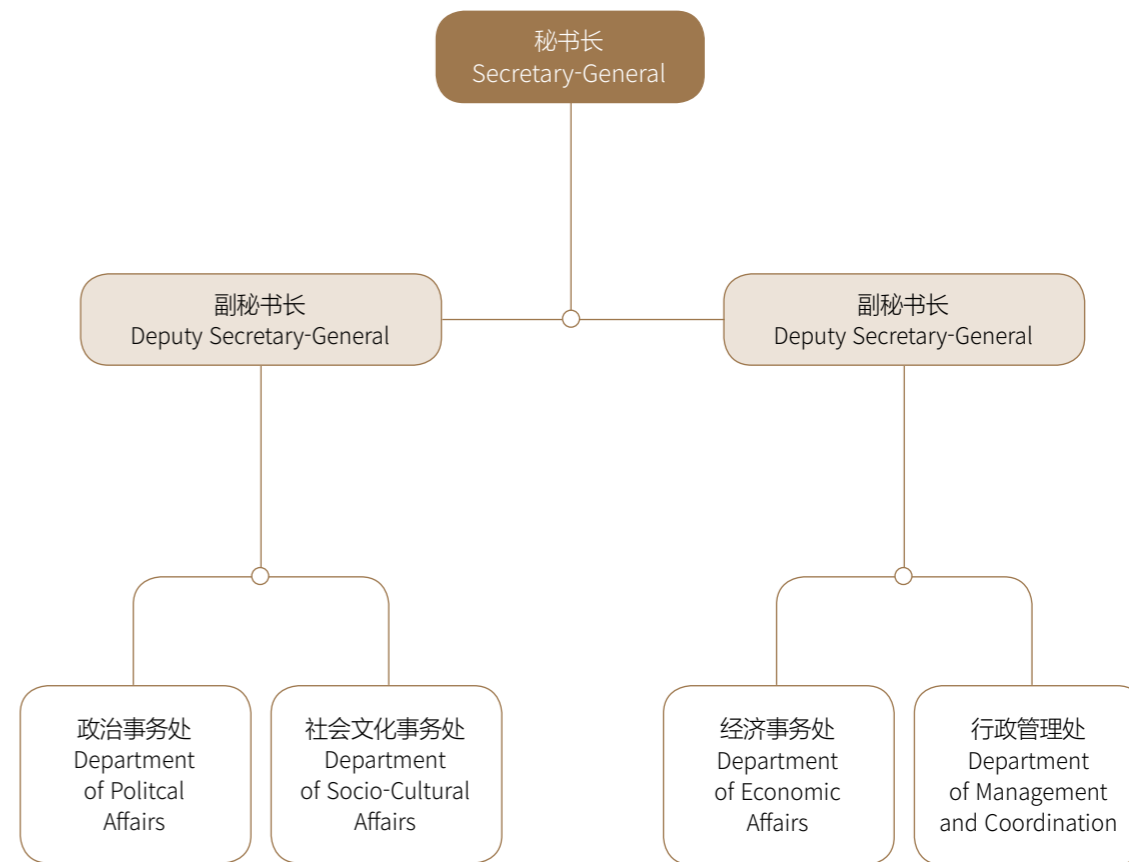 秘书长
Secretary-General
副秘书长
Deputy Secretary-General
副秘书长
Deputy Secretary-General
政治事务处
Department
of Politcal
Affairs
社会文化事务处
Department
of Socio-Cultural
Affairs
经济事务处
Department
of Economic
Affairs
行政管理处
Department
of Management
and Coordination